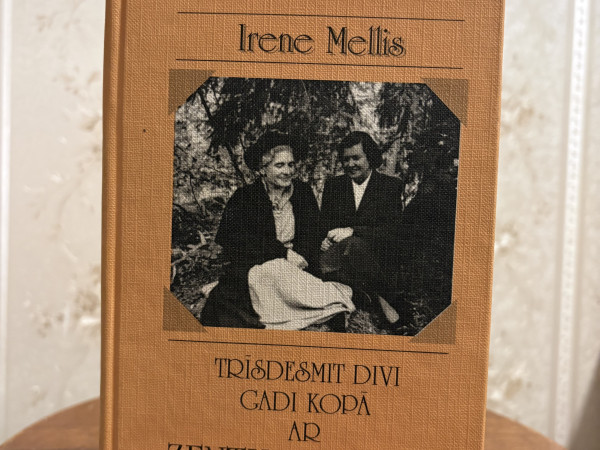 Irene Mellis
TRĪSDESMIT DIVI
GADI KOPĀ
AR